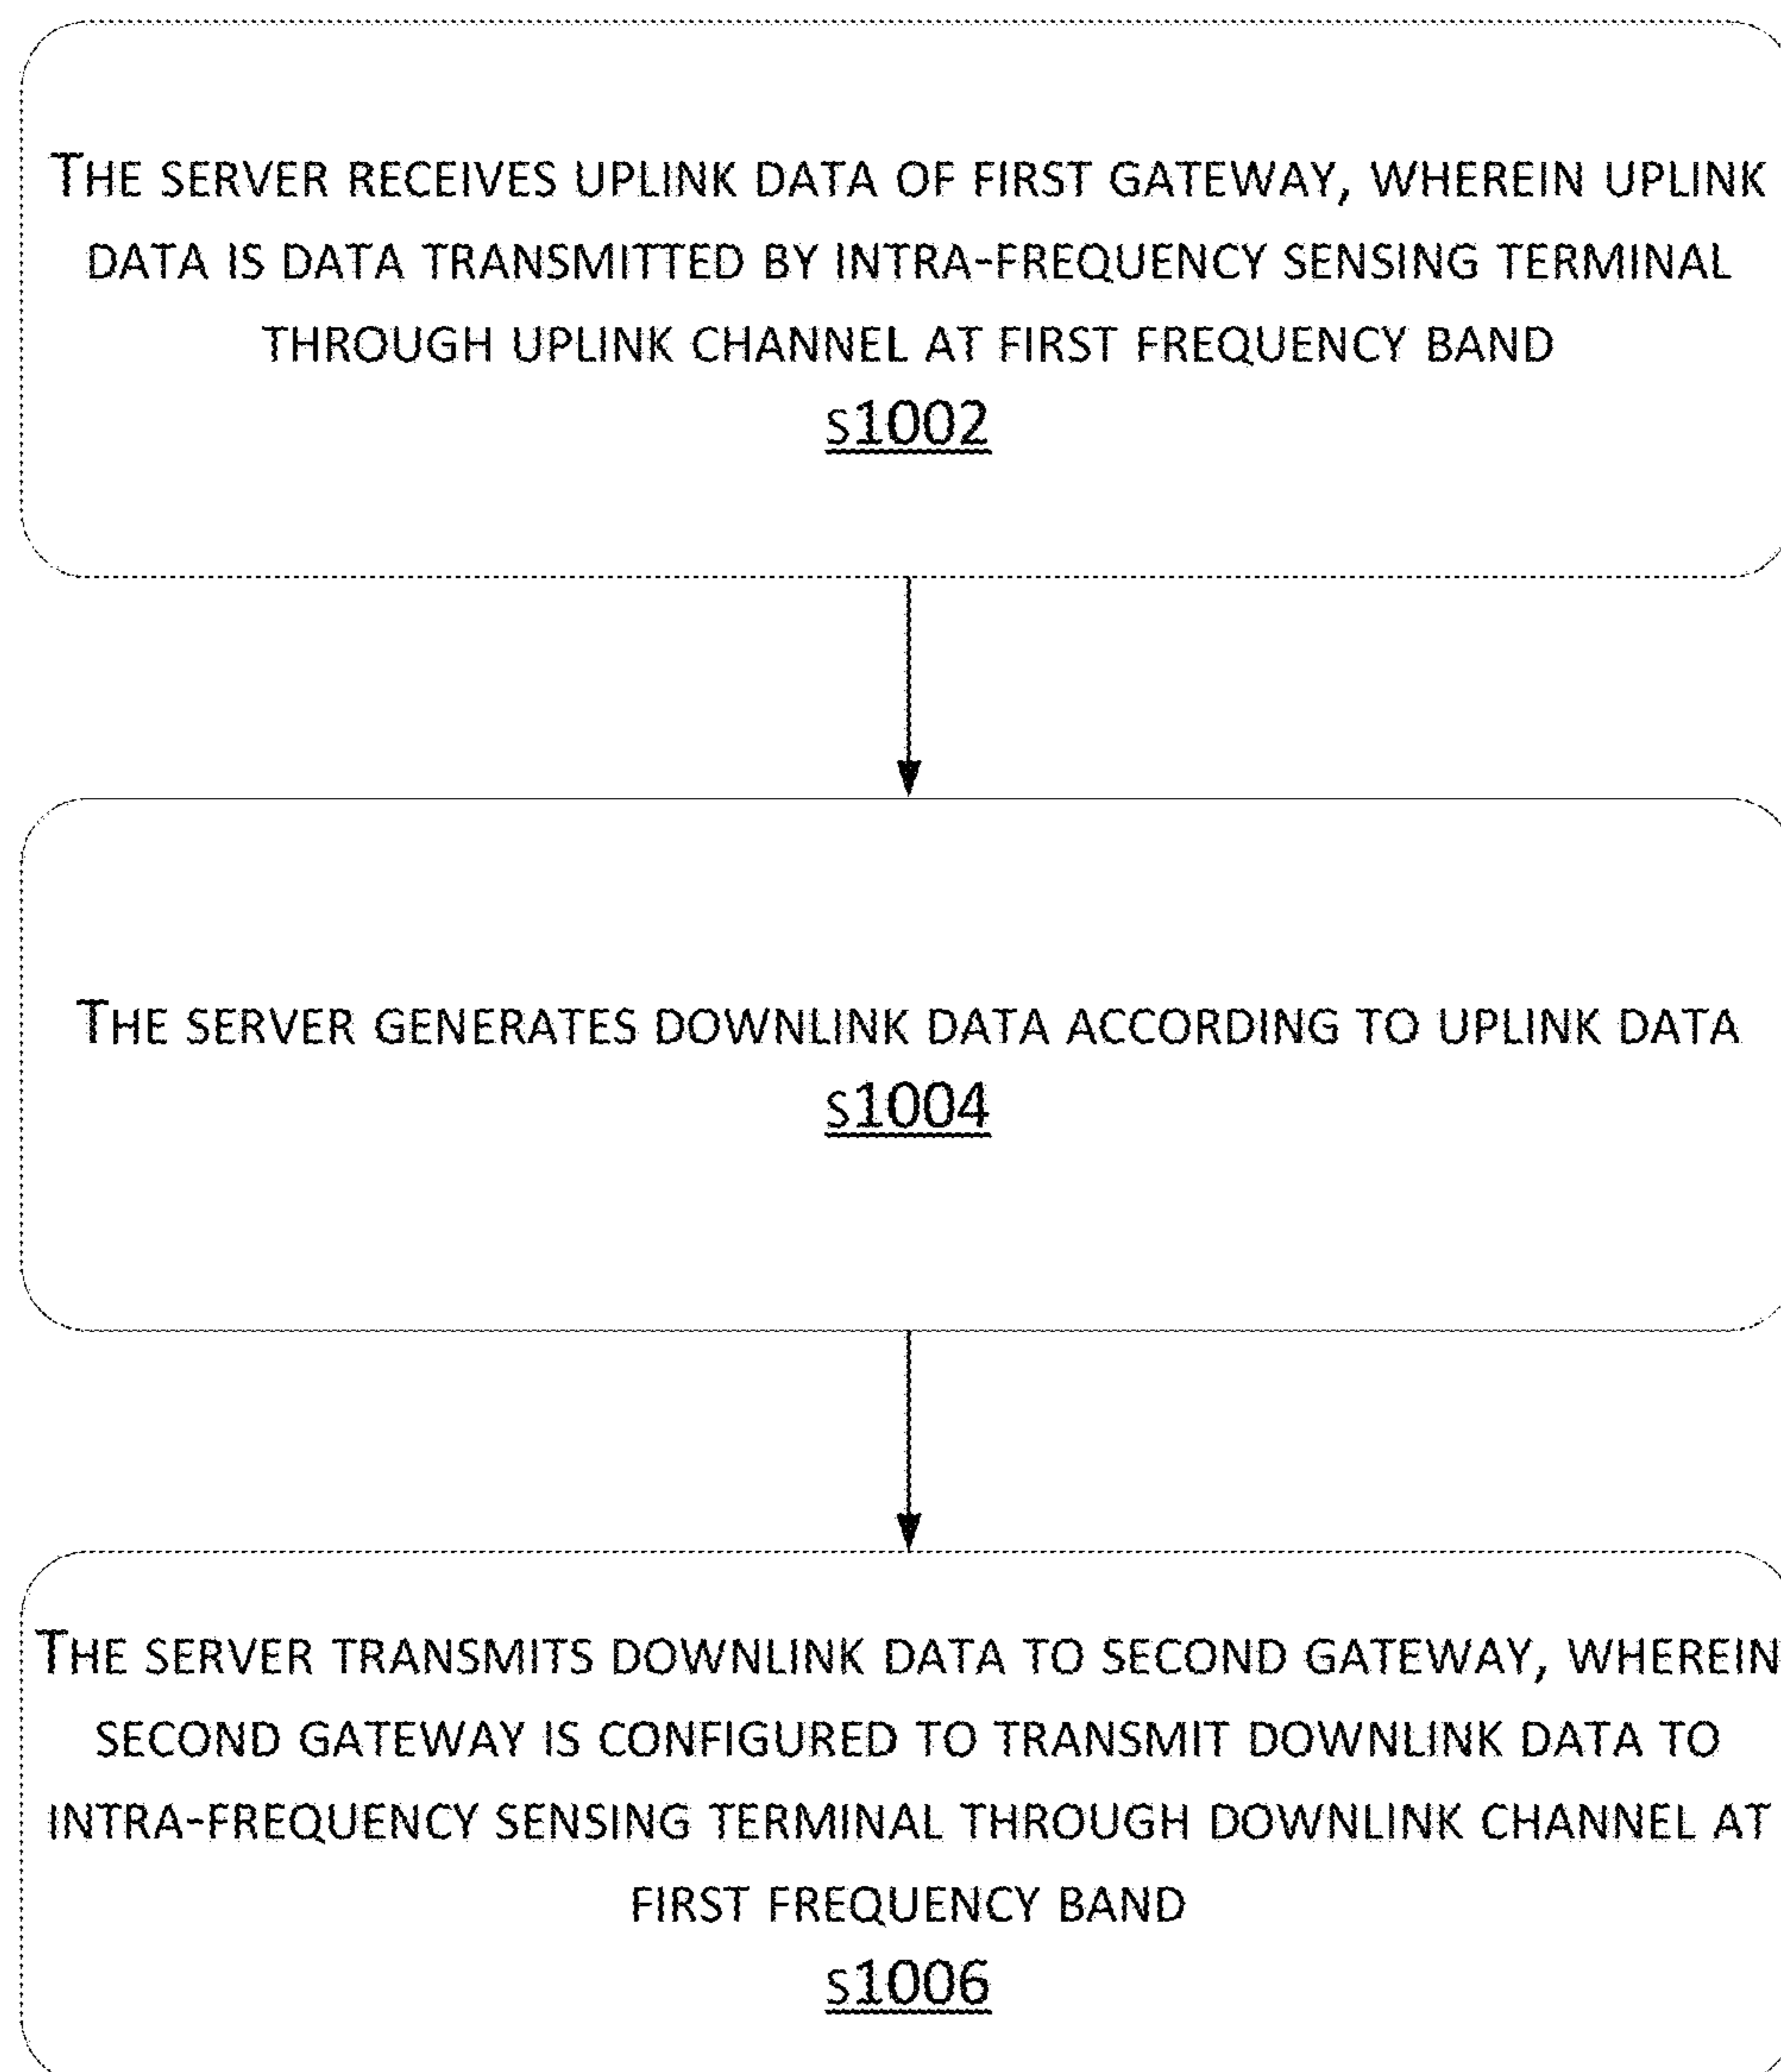 THE SERVER RECEIVES UPLINK DATA OF FIRST GATEWAY, WHEREIN UPLINK
DATA IS DATA TRANSMITTED BY INTRA-FREQUENCY SENSING TERMINAL
THROUGH UPLINK CHANNEL AT FIRST FREQUENCY BAND
S1002
THE SERVER GENERATES DOWNLINK DATA ACCORDING TO UPLINK DATA
S1004
THE SERVER TRANSMITS DOWNLINK DATA TO SECOND GATEWAY, WHEREIN
SECOND GATEWAY IS CONFIGURED TO TRANSMIT DOWNLINK DATA TO
INTRA-FREQUENCY SENSING TERMINAL THROUGH DOWNLINK CHANNEL AT
FIRST FREQUENCY BAND
S1006